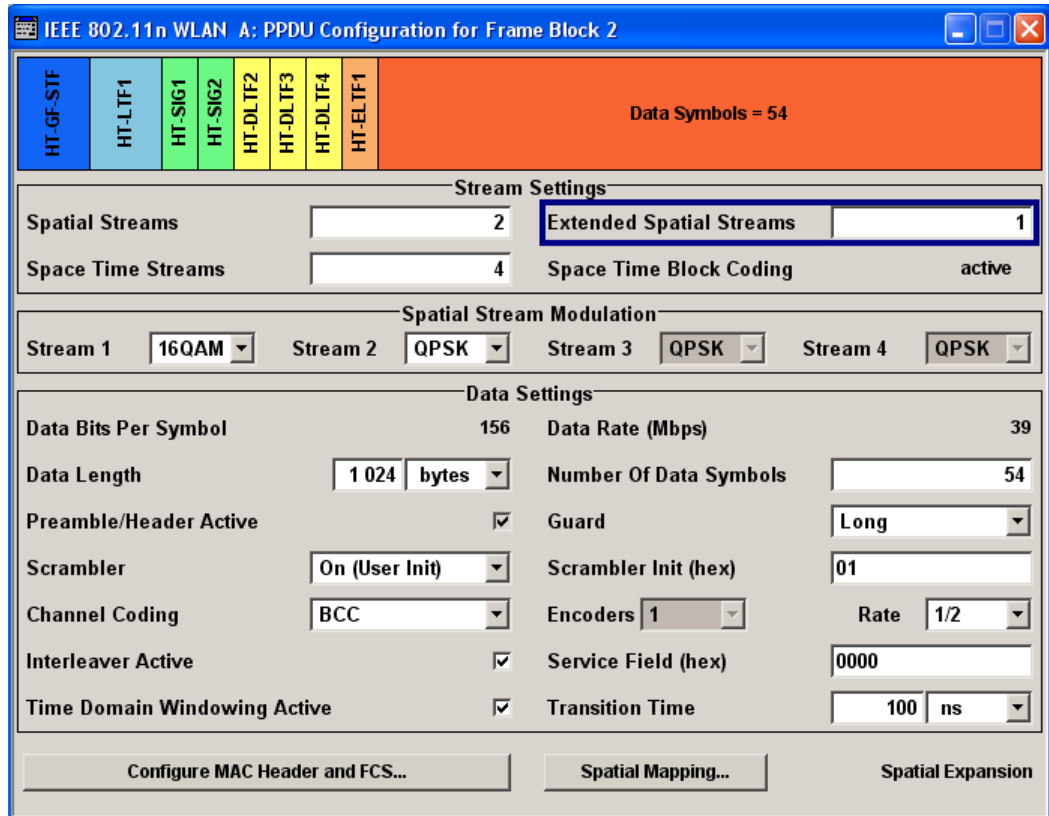 IEEE 802.11n WLAN A: PPDU Configuration for Frame Block 2
HT-GF-STF HT-LTF1 HT-SIG1 HT-SIG2 HT-DLTF2 HT-DLTF3 HT-DLTF4 HT-ELTF1 Data Symbols = 54
Stream Settings
Spatial Streams 2 Extended Spatial Streams 1
Space Time Streams 4 Space Time Block Coding active
Spatial Stream Modulation
Stream 1 16QAM Stream 2 QPSK Stream 3 QPSK Stream 4 QPSK
Data Settings
Data Bits Per Symbol 156 Data Rate (Mbps) 39
Data Length 1 024 bytes Number Of Data Symbols 54
Preamble/Header Active Guard Long
Scrambler On (User Init) Scrambler Init (hex) 01
Channel Coding BCC Encoders 1 Rate 1/2
Interleaver Active Service Field (hex) 0000
Time Domain Windowing Active Transition Time 100 ns
Configure MAC Header and FCS... Spatial Mapping... Spatial Expansion